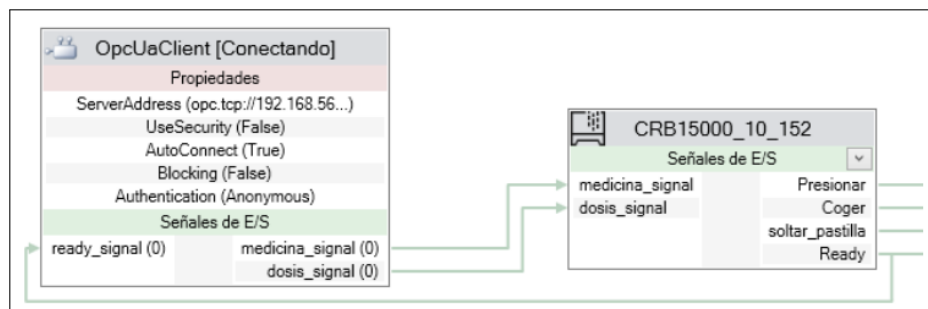 OpcUaClient [Conectando]
Propiedades
ServerAddress (opc.tcp://192.168.56...)
UseSecurity (False)
AutoConnect (True)
Blocking (False)
Authentication (Anonymous)
Señales de E/S
ready_signal (0) medicina_signal (0)
dosis_signal (0)
CRB15000_10_152
Señales de E/S
medicina_signal Presionar
dosis_signal Coger
soltar_pastilla
Ready